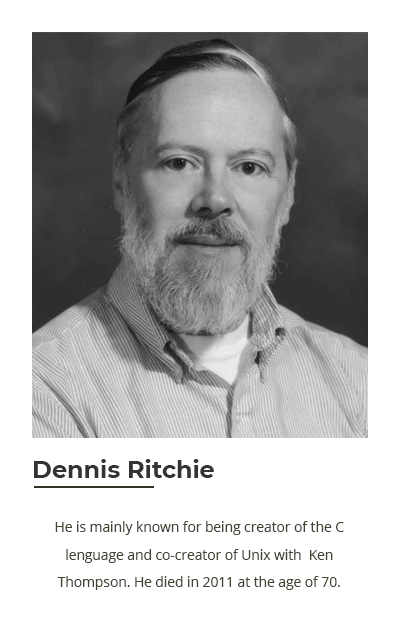 Dennis Ritchie
He is mainly known for being creator of the C
lenguage and co-creator of Unix with  Ken
Thompson. He died in 2011 at the age of 70.